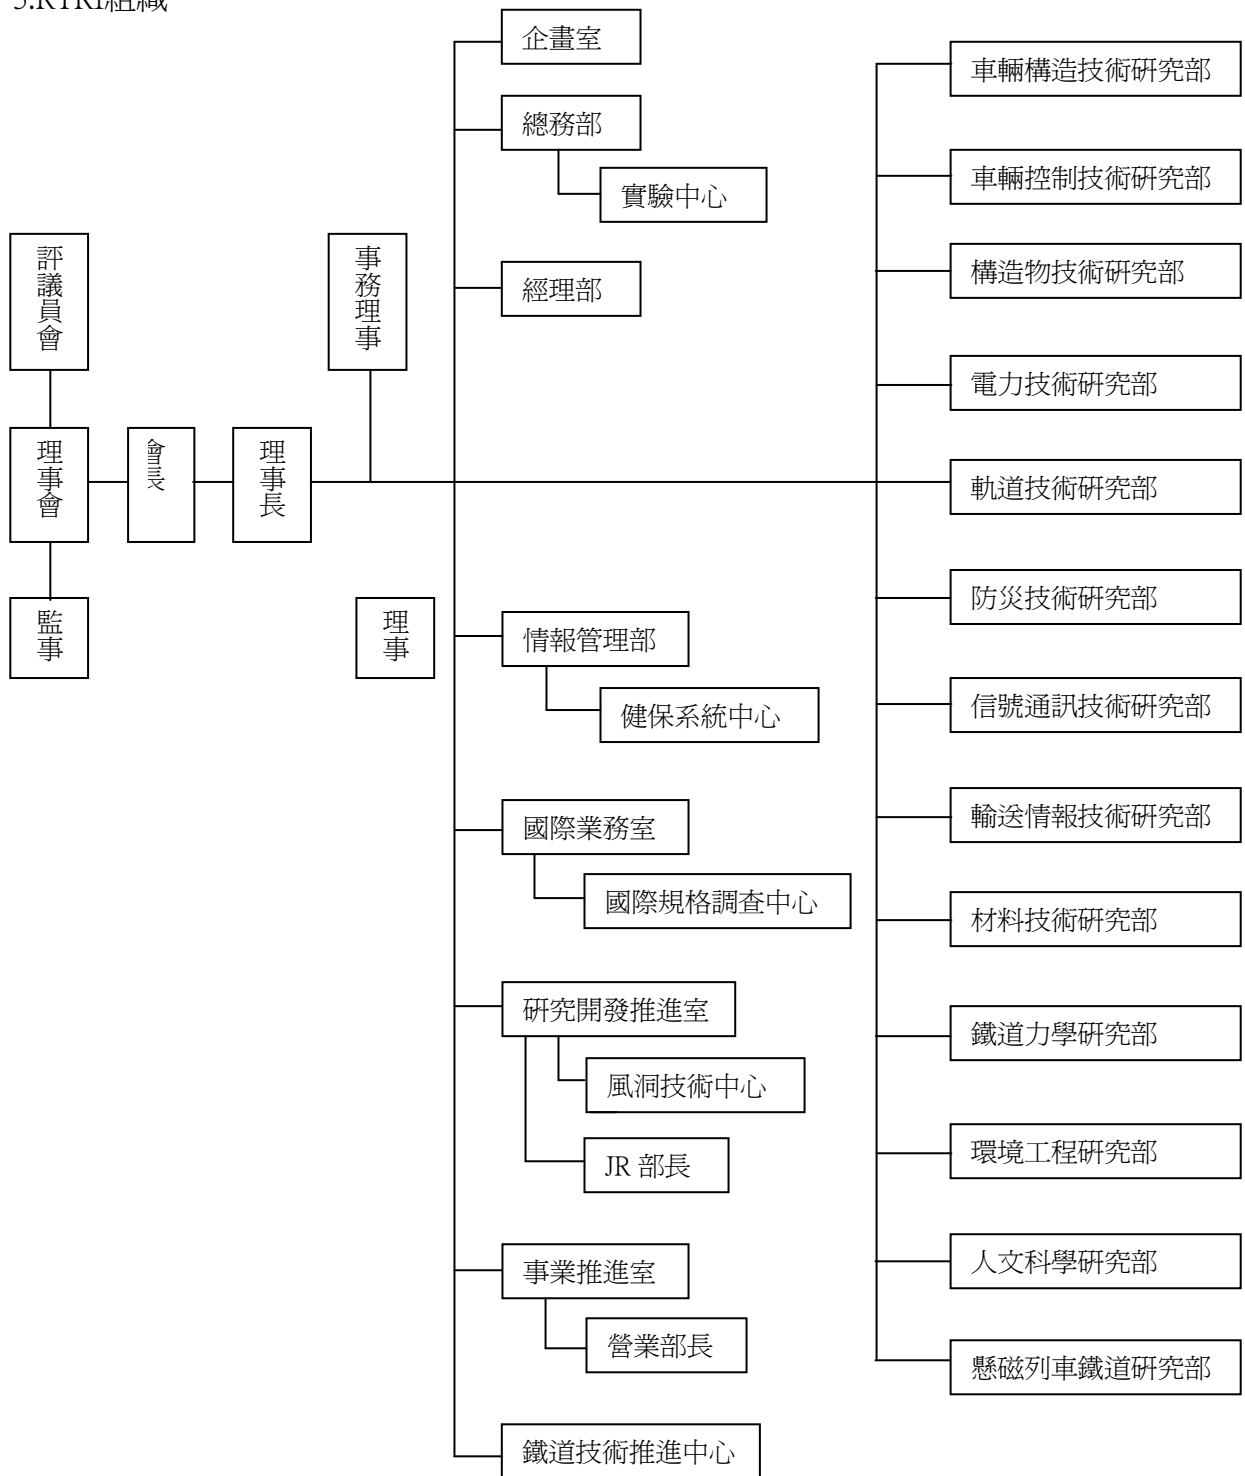 5.RTRI組織
企畫室
總務部
實驗中心
經理部
評議員會
事務理事
理事會
會長
理事長
監事
理事
情報管理部
健保系統中心
國際業務室
國際規格調查中心
研究開發推進室
風洞技術中心
JR 部長
事業推進室
營業部長
鐵道技術推進中心
車輛構造技術研究部
車輛控制技術研究部
構造物技術研究部
電力技術研究部
軌道技術研究部
防災技術研究部
信號通訊技術研究部
輸送情報技術研究部
材料技術研究部
鐵道力學研究部
環境工程研究部
人文科學研究部
懸磁列車鐵道研究部